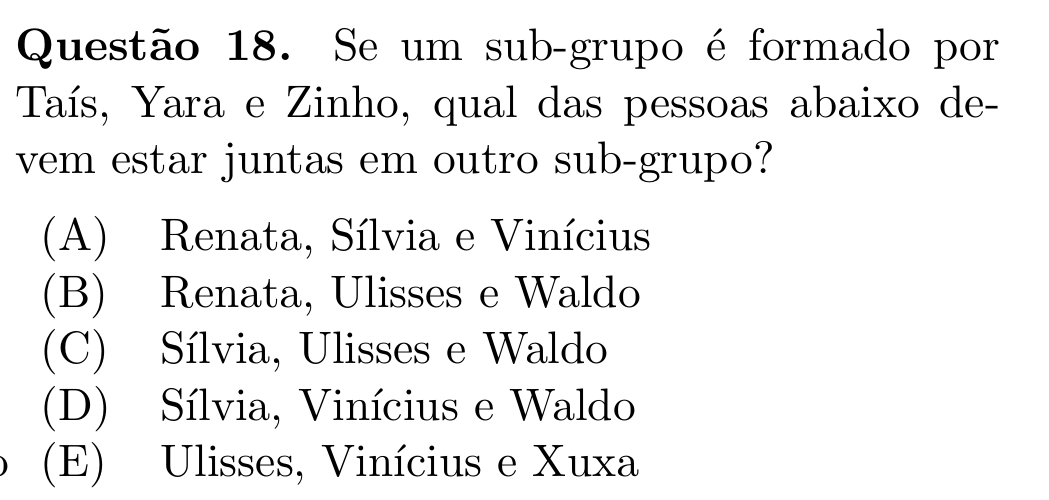 Questão 18. Se um sub-grupo é formado por
Taís, Yara e Zinho, qual das pessoas abaixo de-
vem estar juntas em outro sub-grupo?
(A) Renata, Sílvia e Vinícius
(B) Renata, Ulisses e Waldo
(C) Sílvia, Ulisses e Waldo
(D) Sílvia, Vinícius e Waldo
(E) Ulisses, Vinícius e Xuxa